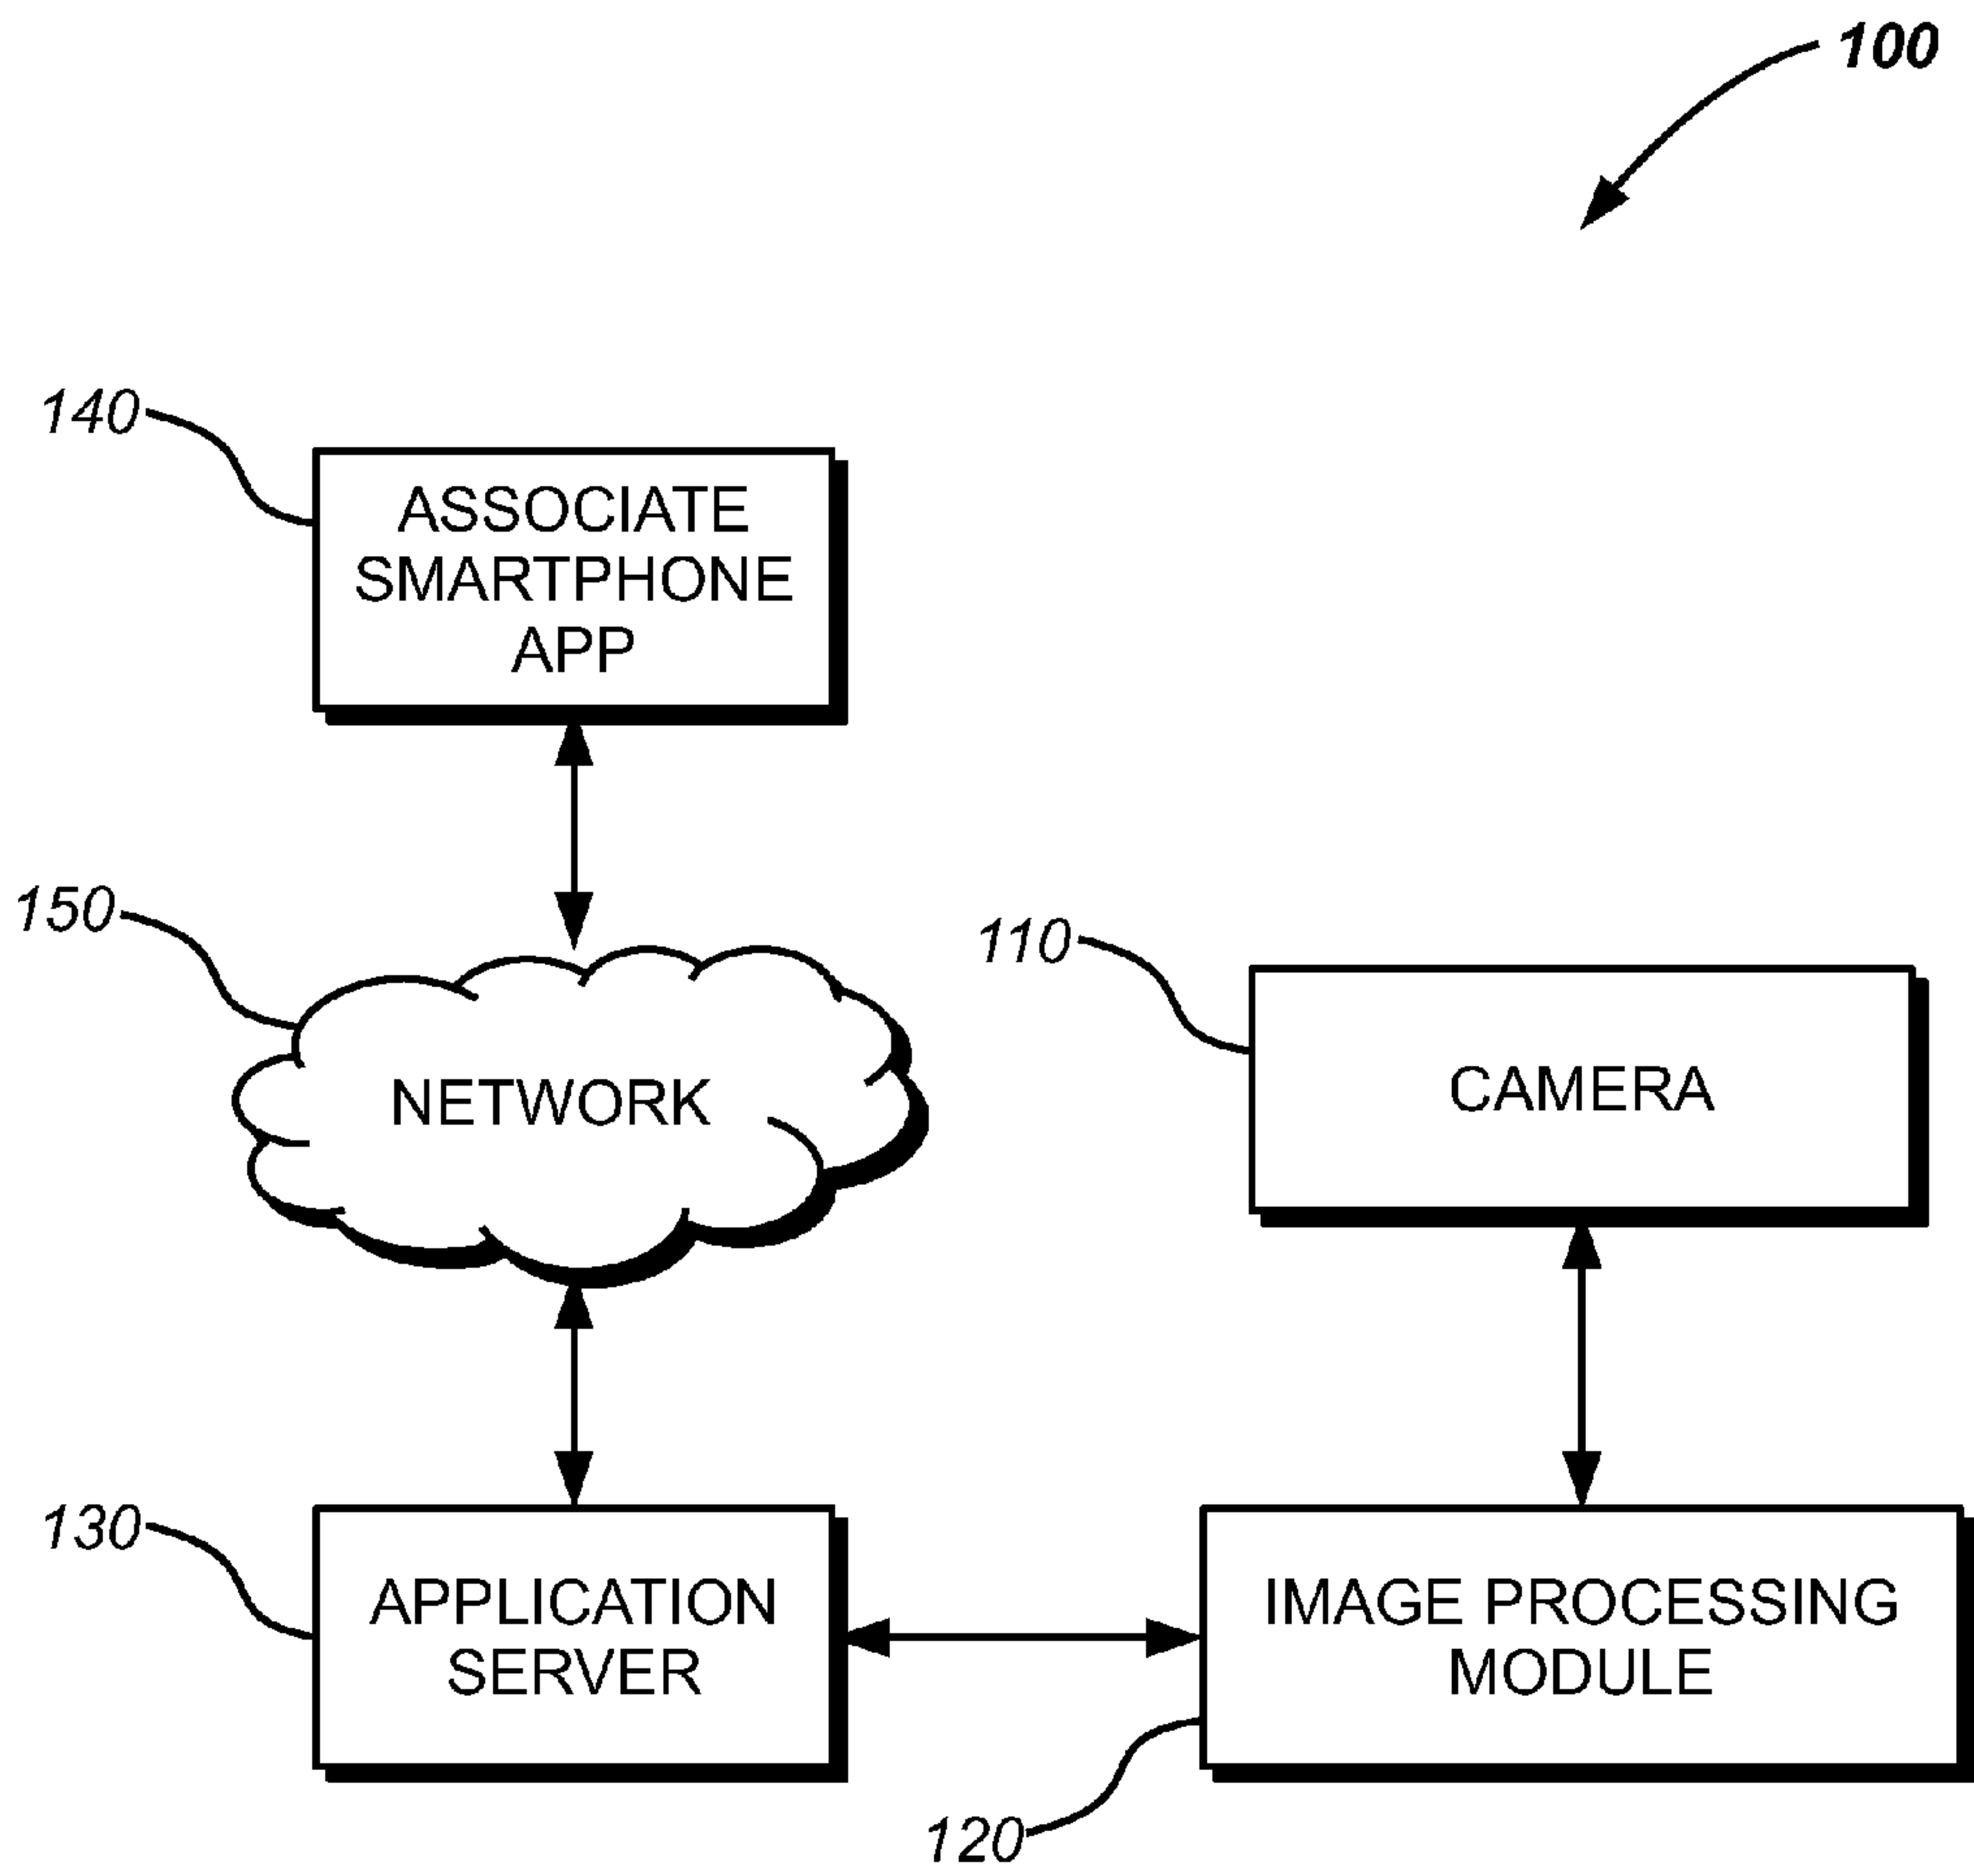 100
140
ASSOCIATE
SMARTPHONE
APP
150
NETWORK
110
CAMERA
130
APPLICATION
SERVER
IMAGE PROCESSING
MODULE
120